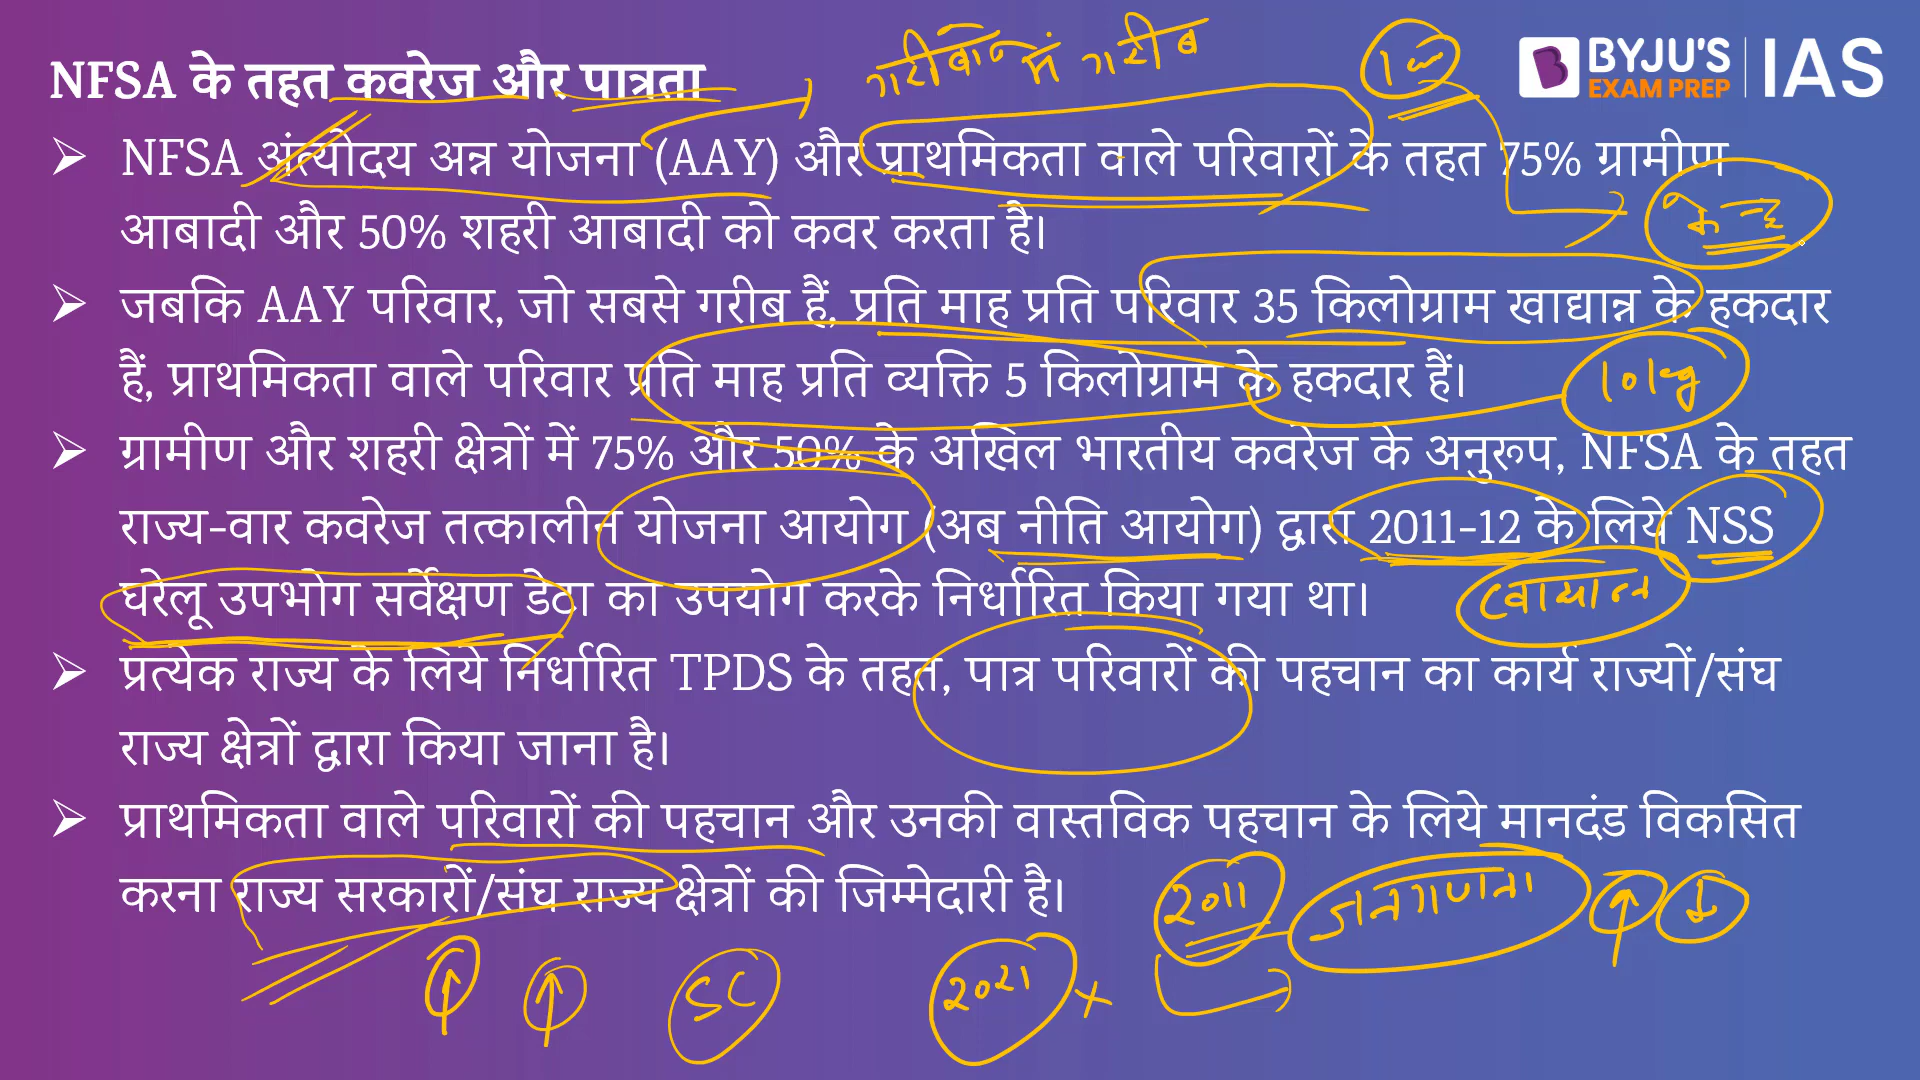 गरीबों में गरीब
BYJU'S
EXAM PREP
IAS
NFSA के तहत कवरेज और पात्रता
➢ NFSA अंत्योदय अन्न योजना (AAY) और प्राथमिकता वाले परिवारों के तहत 75% ग्रामीण
आबादी और 50% शहरी आबादी को कवर करता है।
➢ जबकि AAY परिवार, जो सबसे गरीब हैं, प्रति माह प्रति परिवार 35 किलोग्राम खाद्यान्न के हकदार
हैं, प्राथमिकता वाले परिवार प्रति माह प्रति व्यक्ति 5 किलोग्राम के हकदार हैं।
10kg
➢ ग्रामीण और शहरी क्षेत्रों में 75% और 50% के अखिल भारतीय कवरेज के अनुरूप, NFSA के तहत
राज्य-वार कवरेज तत्कालीन योजना आयोग (अब नीति आयोग) द्वारा 2011-12 के लिये NSS
घरेलू उपभोग सर्वेक्षण डेटा का उपयोग करके निर्धारित किया गया था।
➢ प्रत्येक राज्य के लिये निर्धारित TPDS के तहत, पात्र परिवारों की पहचान का कार्य राज्यों/संघ
राज्य क्षेत्रों द्वारा किया जाना है।
➢ प्राथमिकता वाले परिवारों की पहचान और उनकी वास्तविक पहचान के लिये मानदंड विकसित
करना राज्य सरकारों/संघ राज्य क्षेत्रों की जिम्मेदारी है।
2011 जनगणना
SC 2021 +